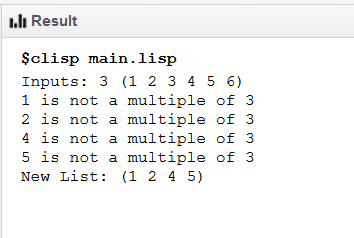 Result
$clisp main.lisp
Inputs: 3 (1 2 3 4 5 6)
1 is not a multiple of 3
2 is not a multiple of 3
4 is not a multiple of 3
5 is not a multiple of 3
New List: (1 2 4 5)